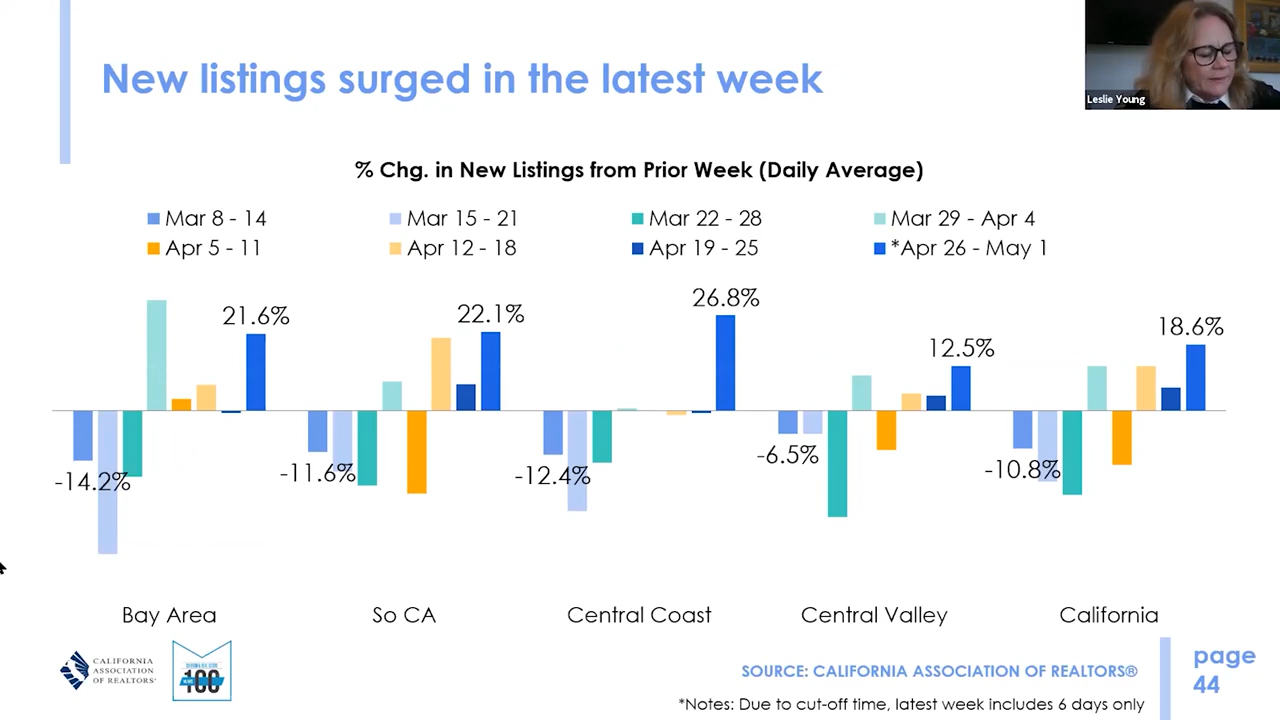 New listings surged in the latest week
Leslie Young
% Chg. in New Listings from Prior Week (Daily Average)
Mar 8 - 14 Mar 15 - 21 Mar 22 - 28 Mar 29 - Apr 4
Apr 5 - 11 Apr 12 - 18 Apr 19 - 25 *Apr 26 - May 1
21.6% 22.1% 26.8% 12.5% 18.6%
-14.2% -11.6% -12.4% -6.5% -10.8%
Bay Area So CA Central Coast Central Valley California
CALIFORNIA
ASSOCIATION
OF REALTORS®
100
SOURCE: CALIFORNIA ASSOCIATION OF REALTORS®
*Notes: Due to cut-off time, latest week includes 6 days only
page
44